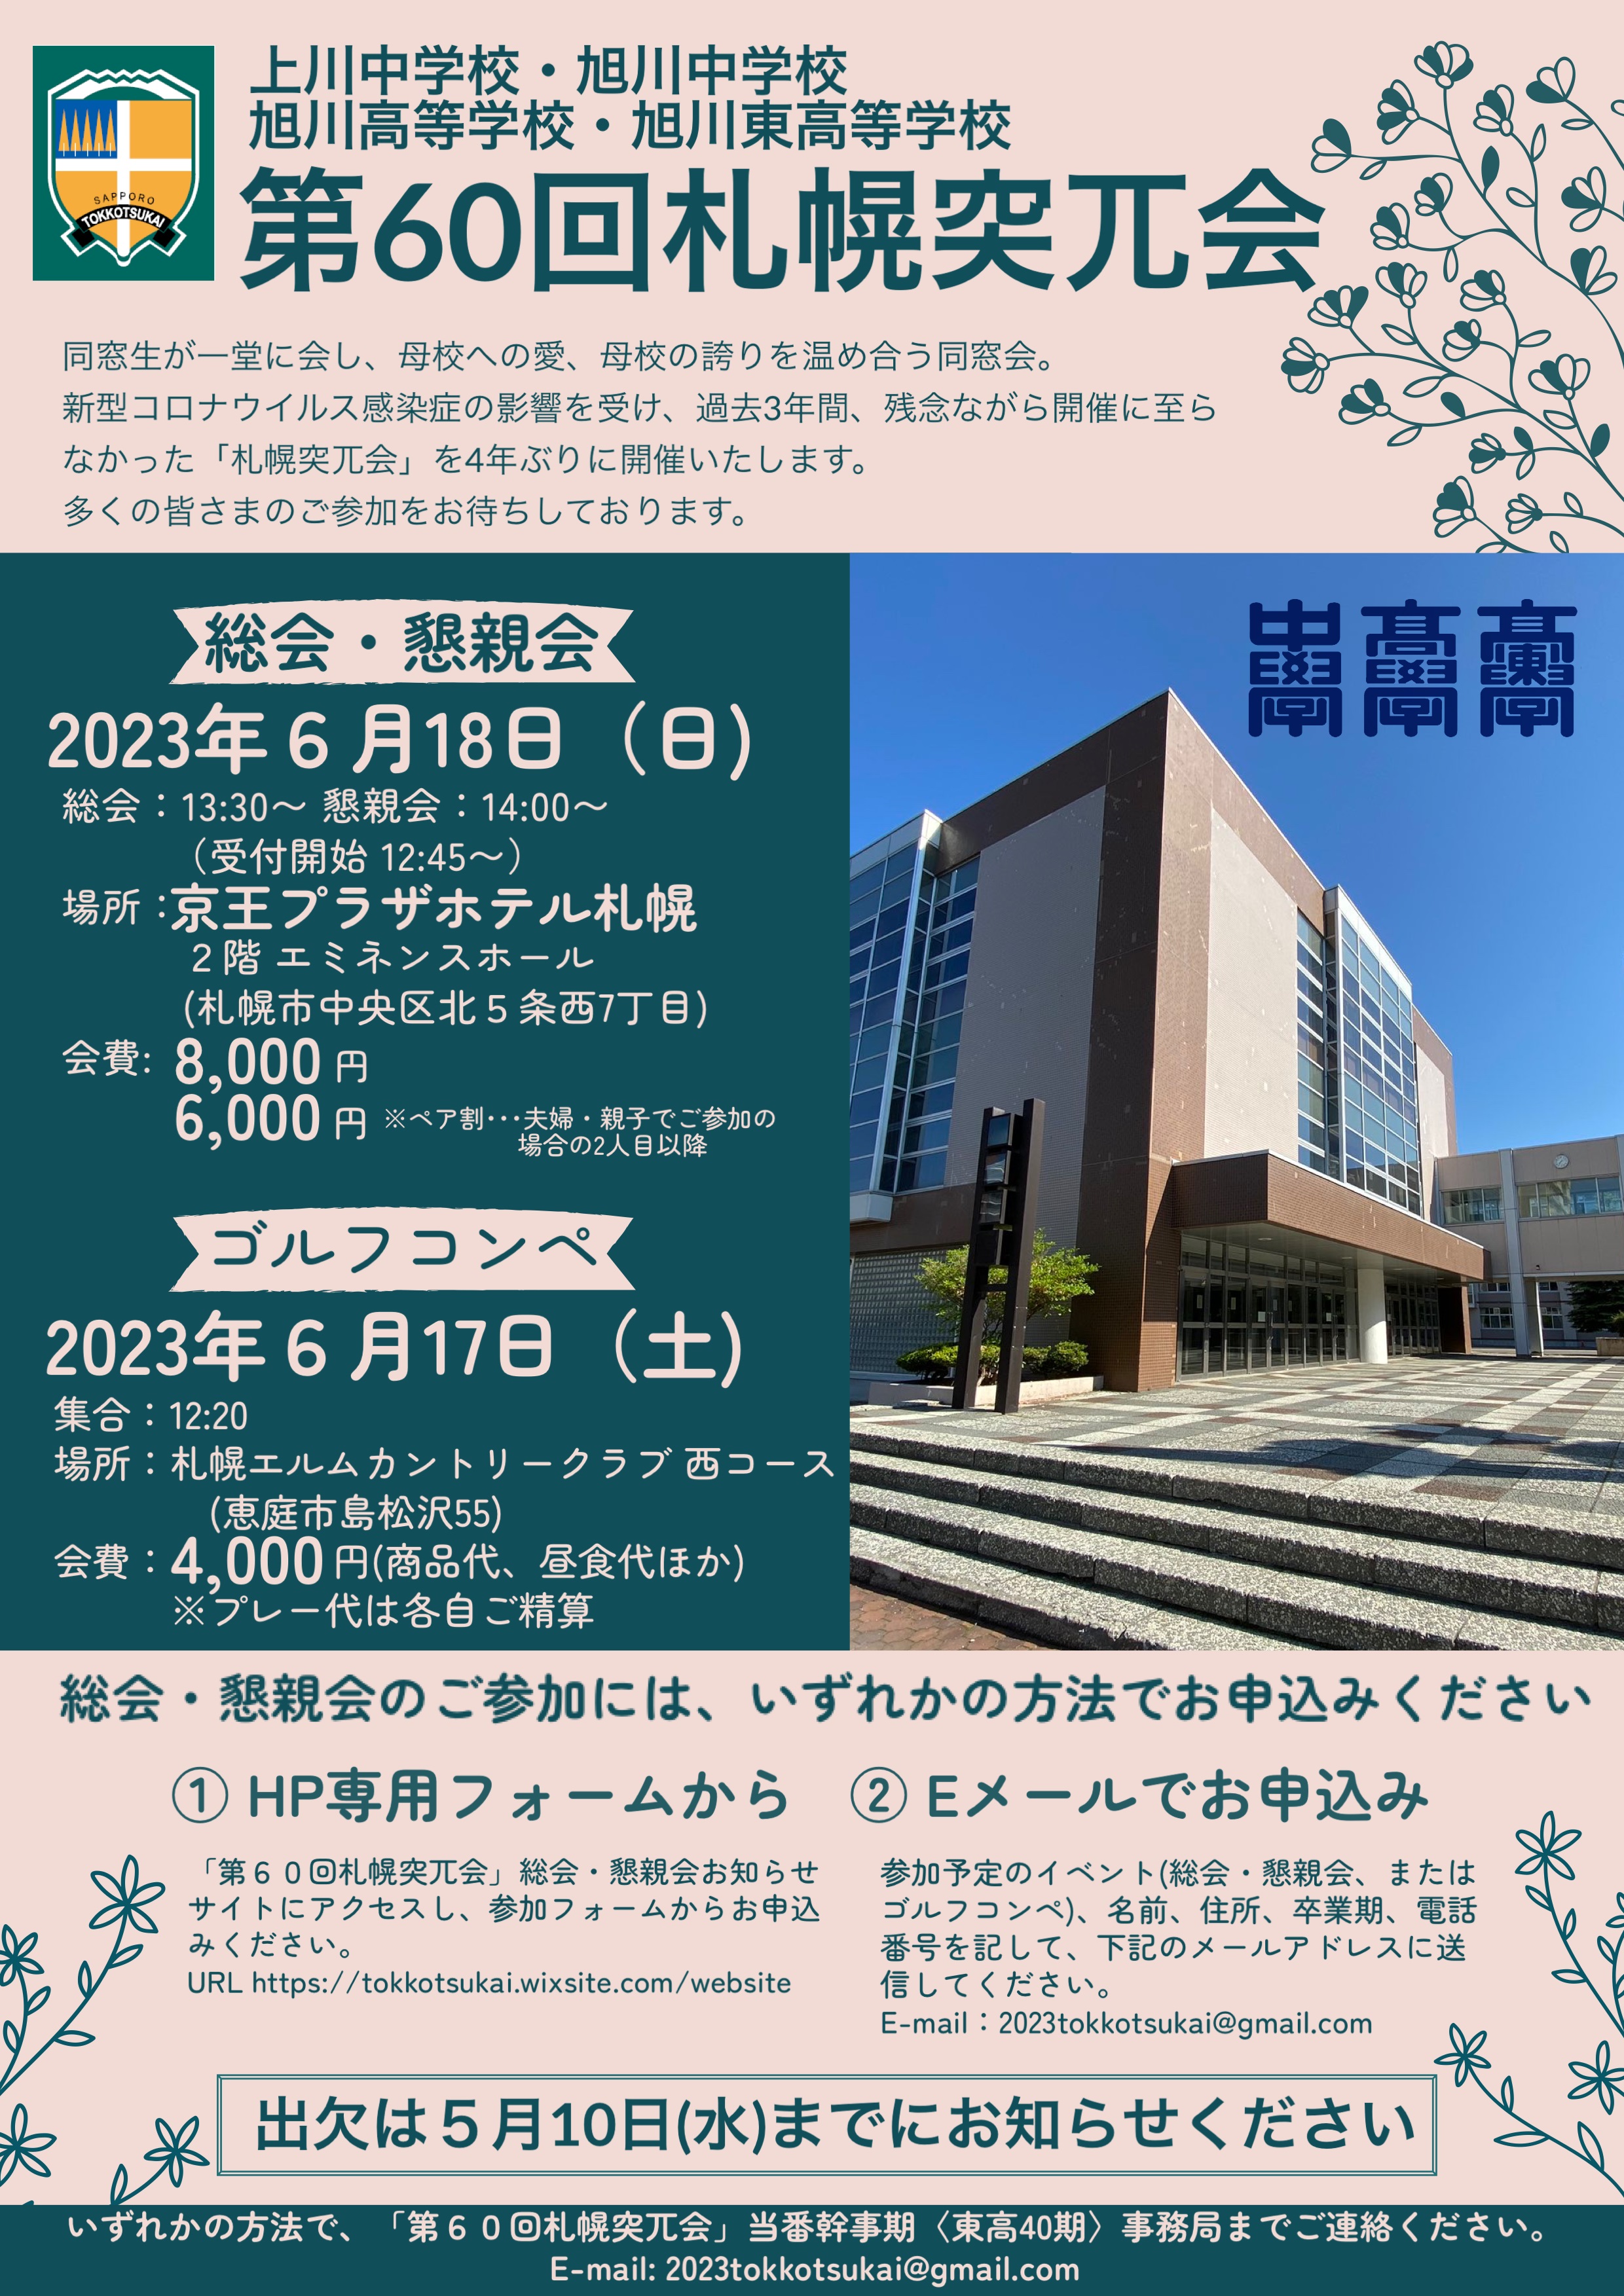 SAPPORO
TOKKOTSUKAI
上川中学校・旭川中学校
旭川高等学校・旭川東高等学校
第60回札幌突兀会
同窓生が一堂に会し、母校への愛、母校の誇りを温め合う同窓会。
新型コロナウイルス感染症の影響を受け、過去3年間、残念ながら開催に至ら
なかった「札幌突兀会」を4年ぶりに開催いたします。
多くの皆さまのご参加をお待ちしております。
総会・懇親会
2023年６月18日（日)
総会：13:30～ 懇親会：14:00～
（受付開始 12:45～）
場所：京王プラザホテル札幌
２階 エミネンスホール
(札幌市中央区北５条西7丁目)
会費: 8,000 円
6,000 円 ※ペア割･･･夫婦・親子でご参加の
場合の2人目以降
ゴルフコンペ
2023年６月17日（土)
集合：12:20
場所：札幌エルムカントリークラブ 西コース
(恵庭市島松沢55)
会費：4,000 円(商品代、昼食代ほか)
※プレー代は各自ご精算
総会・懇親会のご参加には、いずれかの方法でお申込みください
① HP専用フォームから
「第６０回札幌突兀会」総会・懇親会お知らせ
サイトにアクセスし、参加フォームからお申込
みください。
URL https://tokkotsukai.wixsite.com/website
② Eメールでお申込み
参加予定のイベント(総会・懇親会、または
ゴルフコンペ)、名前、住所、卒業期、電話
番号を記して、下記のメールアドレスに送
信してください。
E-mail：2023tokkotsukai@gmail.com
出欠は５月10日(水)までにお知らせください
いずれかの方法で、「第６０回札幌突兀会」当番幹事期〈東高40期〉事務局までご連絡ください。
E-mail: 2023tokkotsukai@gmail.com